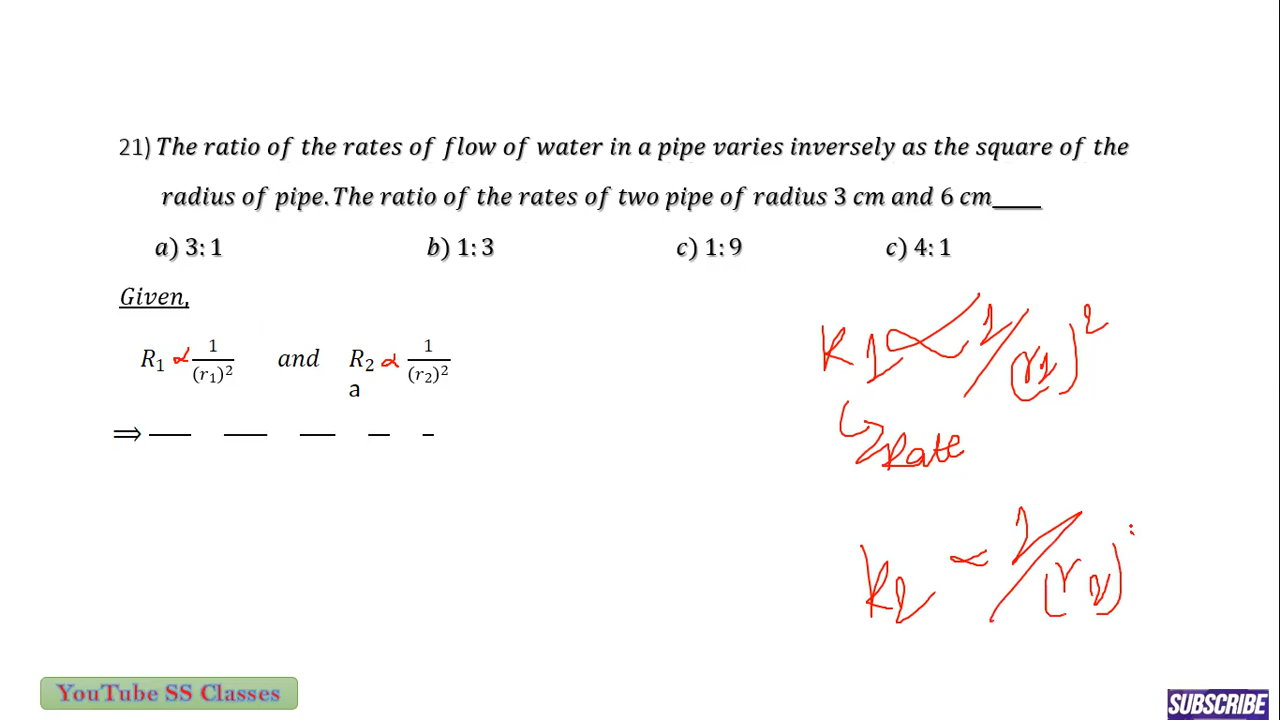 21) The ratio of the rates of flow of water in a pipe varies inversely as the square of the
radius of pipe. The ratio of the rates of two pipe of radius 3 cm and 6 cm_____
a) 3: 1 b) 1: 3 c) 1: 9 c) 4: 1
Given,
R₁ ∝ 1/(r₁)² and R₂ ∝ 1/(r₂)²
a
⟹ — — — – -
R1 ∝ 1/(r1)²
↳ Rate
R2 ∝ 1/(r2)
YouTube SS Classes
SUBSCRIBE